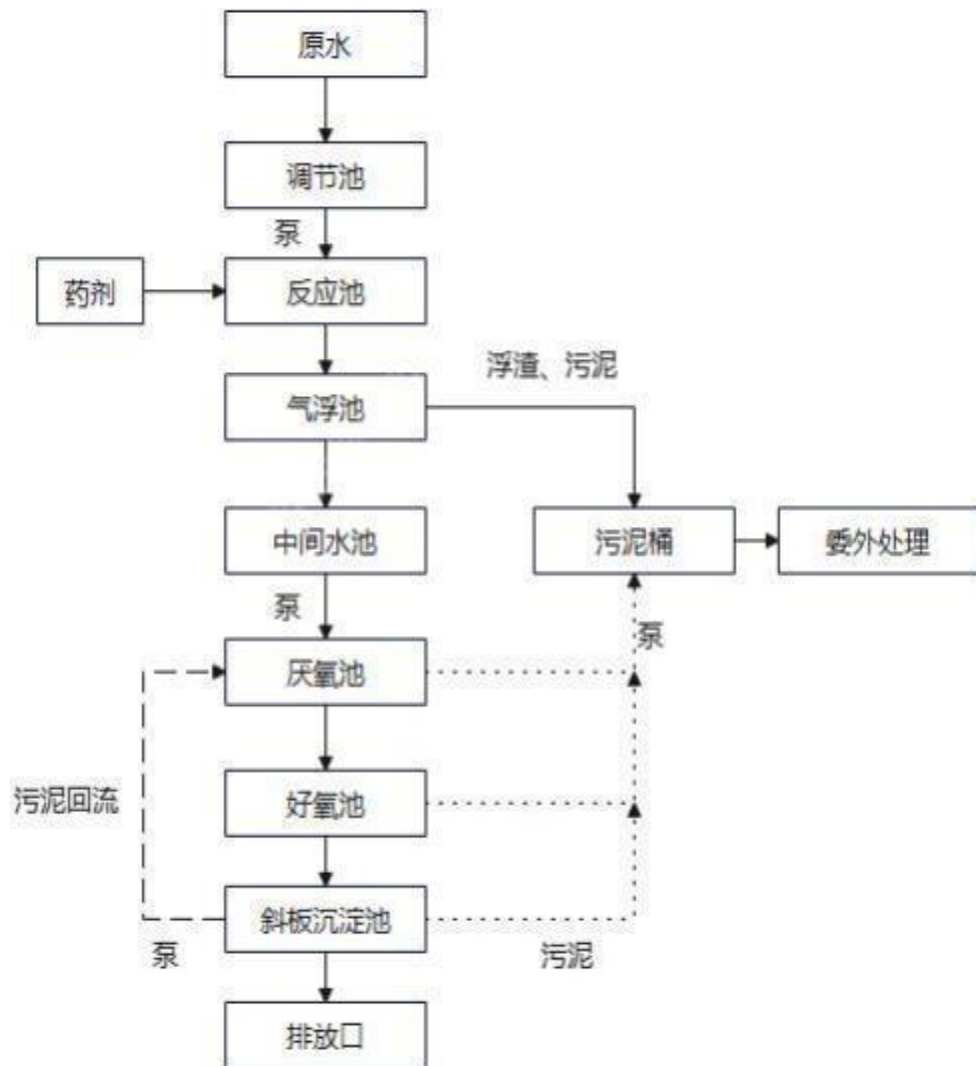 原水
调节池
泵
药剂
反应池
浮渣、污泥
气浮池
中间水池
污泥桶
委外处理
泵
泵
厌氧池
污泥回流
好氧池
斜板沉淀池
泵
污泥
排放口